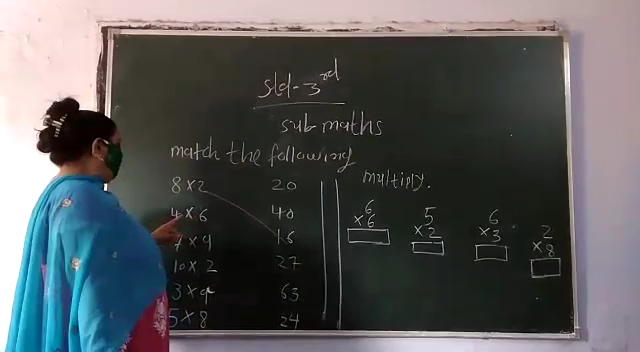 std-3rd
sub maths
match the following
8 x 2 20
4 x 6 40
7 x 9 16
10 x 2 27
3 x 9 63
5 x 8 24
multiply.
6 5 6 2
x 6 x 2 x 3 x 8